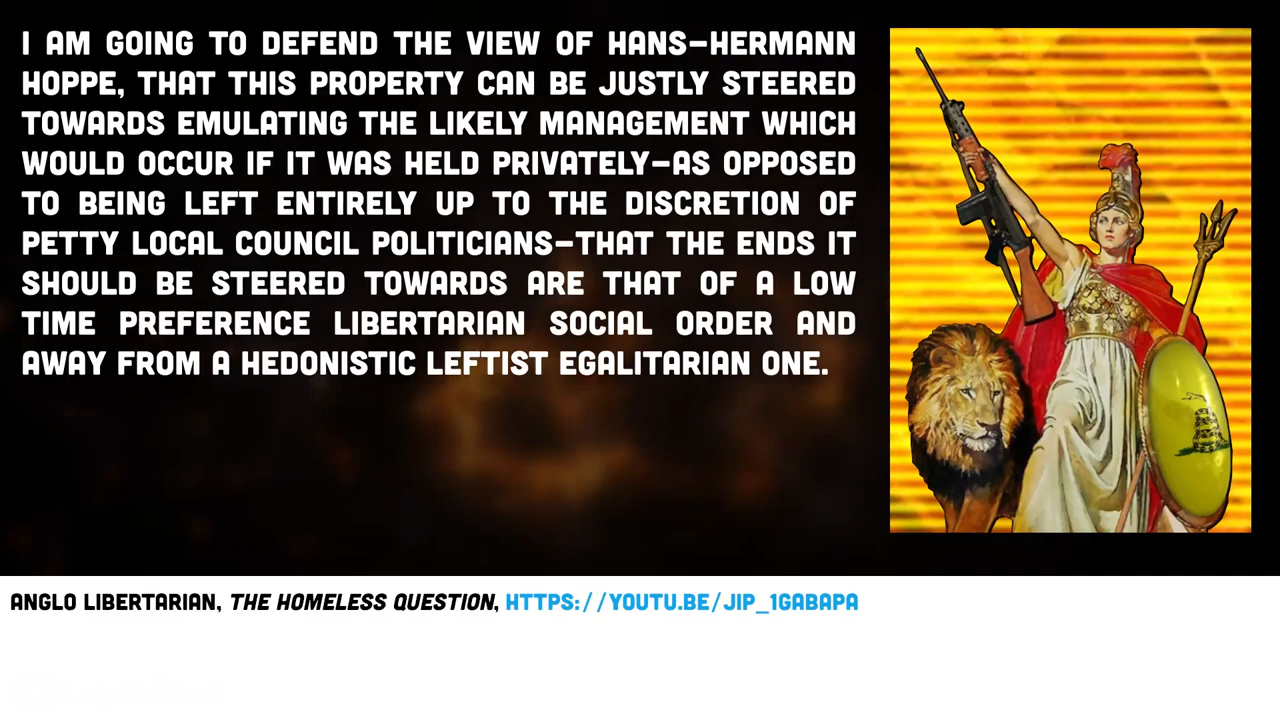 I AM GOING TO DEFEND THE VIEW OF HANS-HERMANN
HOPPE, THAT THIS PROPERTY CAN BE JUSTLY STEERED
TOWARDS EMULATING THE LIKELY MANAGEMENT WHICH
WOULD OCCUR IF IT WAS HELD PRIVATELY-AS OPPOSED
TO BEING LEFT ENTIRELY UP TO THE DISCRETION OF
PETTY LOCAL COUNCIL POLITICIANS-THAT THE ENDS IT
SHOULD BE STEERED TOWARDS ARE THAT OF A LOW
TIME PREFERENCE LIBERTARIAN SOCIAL ORDER AND
AWAY FROM A HEDONISTIC LEFTIST EGALITARIAN ONE.
ANGLO LIBERTARIAN, THE HOMELESS QUESTION, HTTPS://YOUTU.BE/JIP_1GABAPA